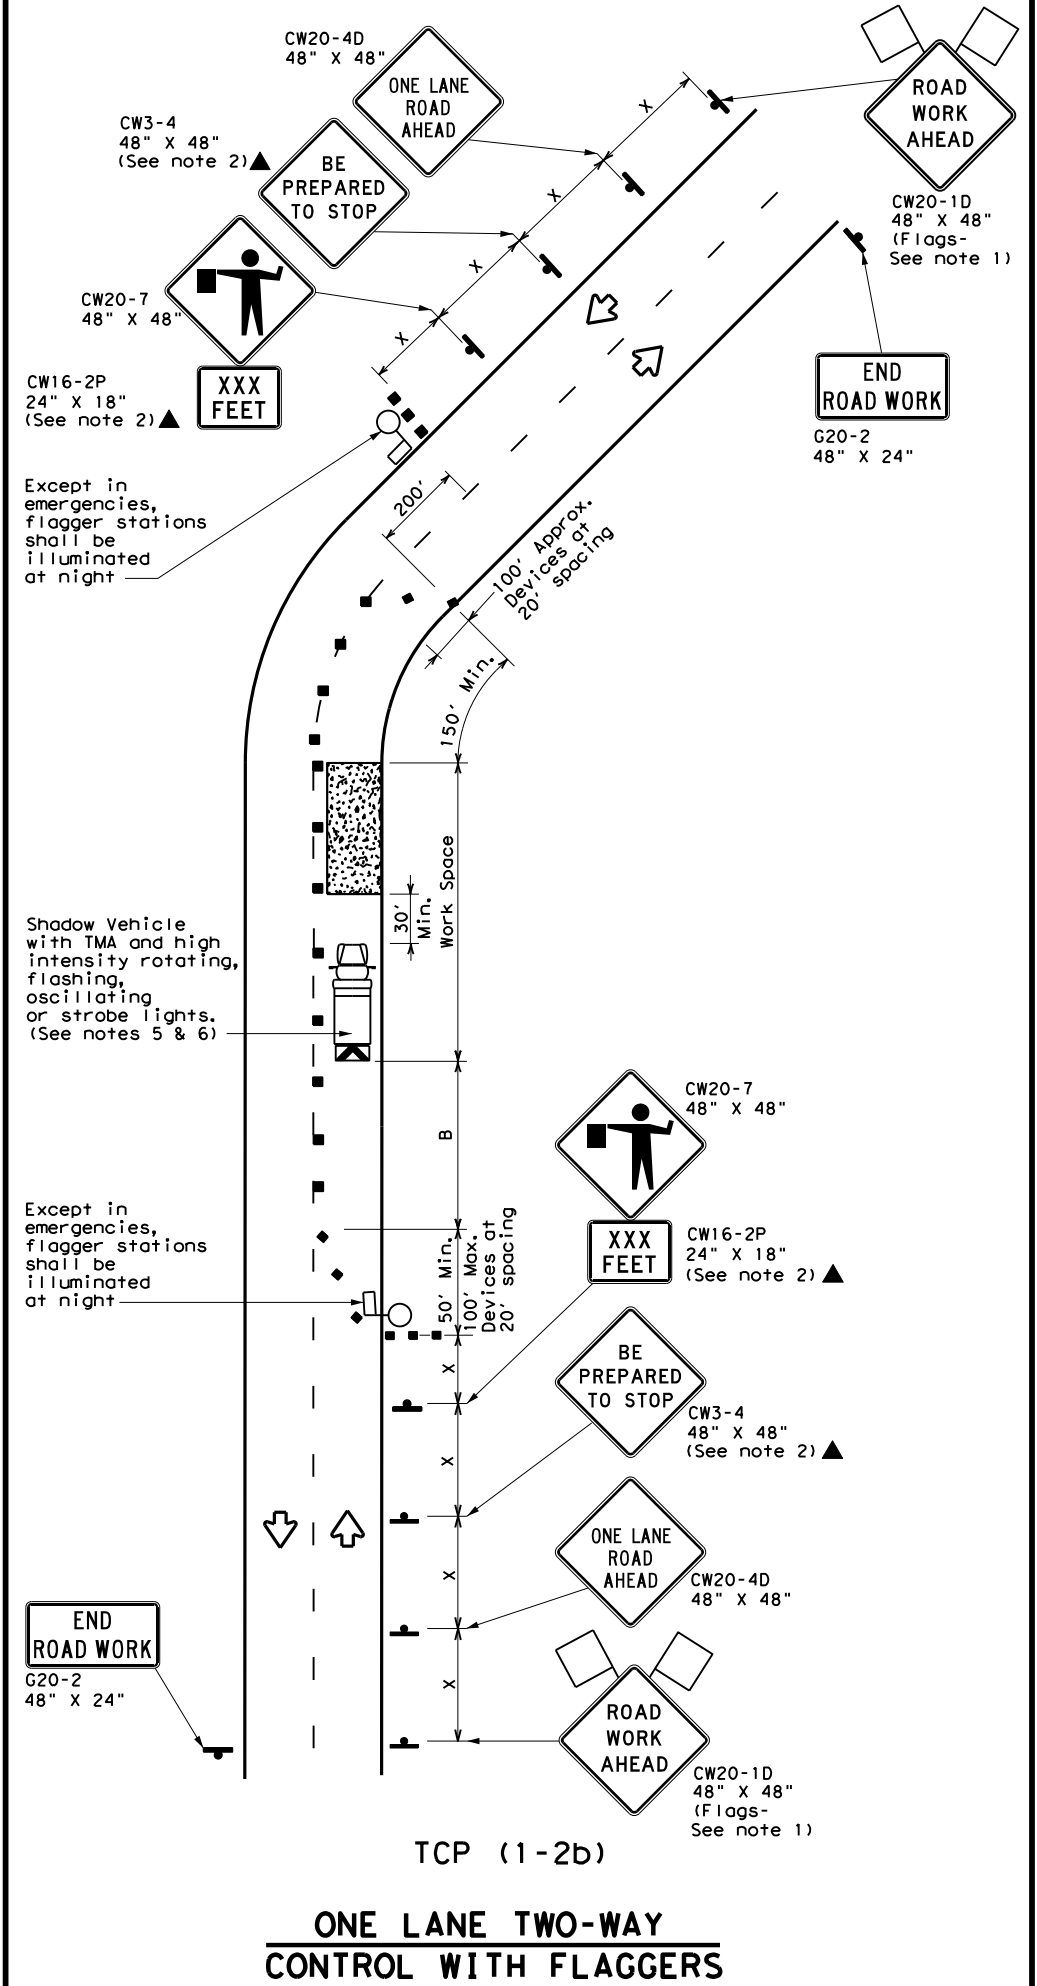 CW20-4D
48" X 48"
ONE LANE
ROAD
AHEAD
ROAD
WORK
AHEAD
CW20-1D
48" X 48"
(Flags-
See note 1)
CW3-4
48" X 48"
(See note 2)
BE
PREPARED
TO STOP
CW20-7
48" X 48"
CW16-2P
24" X 18"
(See note 2)
XXX
FEET
X
X
X
X
END
ROAD WORK
G20-2
48" X 24"
Except in
emergencies,
flagger stations
shall be
illuminated
at night
200'
100' Approx.
Devices at
20' spacing
150' Min.
Work Space
30'
Min.
Shadow Vehicle
with TMA and high
intensity rotating,
flashing,
oscillating
or strobe lights.
(See notes 5 & 6)
B
Except in
emergencies,
flagger stations
shall be
illuminated
at night
50' Min.
100' Max.
Devices at
20' spacing
CW20-7
48" X 48"
XXX
FEET
CW16-2P
24" X 18"
(See note 2)
X
BE
PREPARED
TO STOP
CW3-4
48" X 48"
(See note 2)
X
ONE LANE
ROAD
AHEAD
CW20-4D
48" X 48"
X
END
ROAD WORK
G20-2
48" X 24"
X
ROAD
WORK
AHEAD
CW20-1D
48" X 48"
(Flags-
See note 1)
TCP (1-2b)
ONE LANE TWO-WAY
CONTROL WITH FLAGGERS